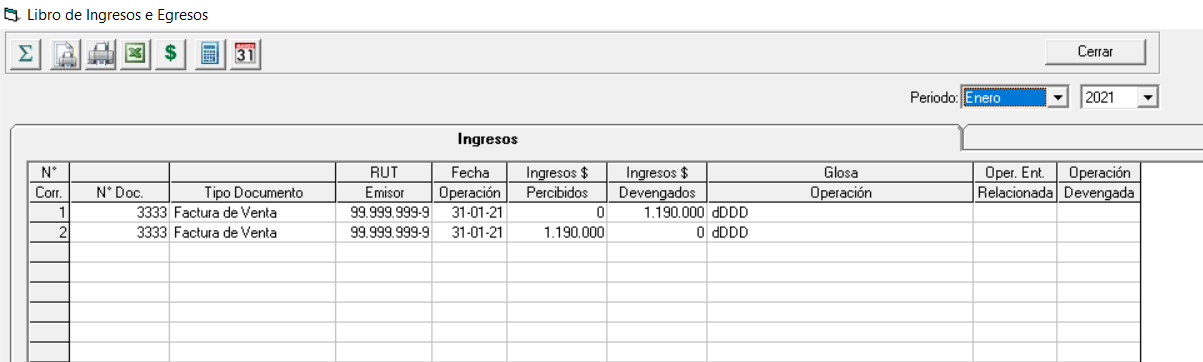 Libro de Ingresos e Egresos
Σ $ MARZO 31 Cerrar
Periodo: Enero 2021
Ingresos
N° RUT Fecha Ingresos $ Ingresos $ Glosa Oper. Ent. Operación
Corr. N° Doc. Tipo Documento Emisor Operación Percibidos Devengados Operación Relacionada Devengada
1 3333 Factura de Venta 99.999.999-9 31-01-21 0 1.190.000 dDDD
2 3333 Factura de Venta 99.999.999-9 31-01-21 1.190.000 0 dDDD